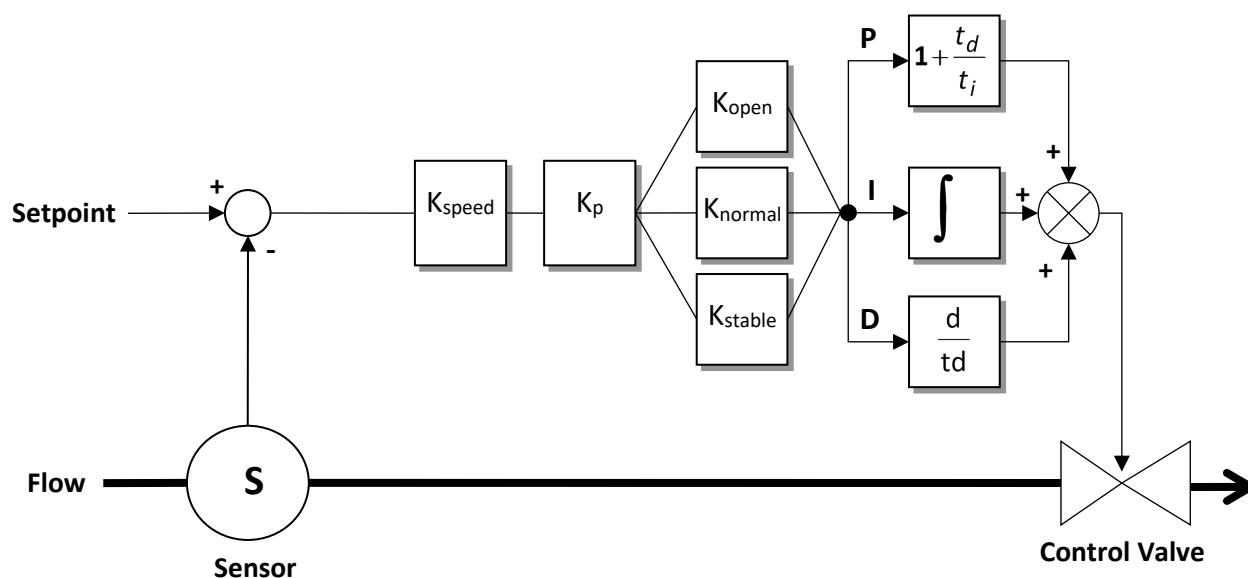 P
1+ t_d
t_i
K_open
+
I
+
Setpoint
+
K_speed
K_p
K_normal
∫
-
+
K_stable
D
d
td
Flow
S
Sensor
Control Valve